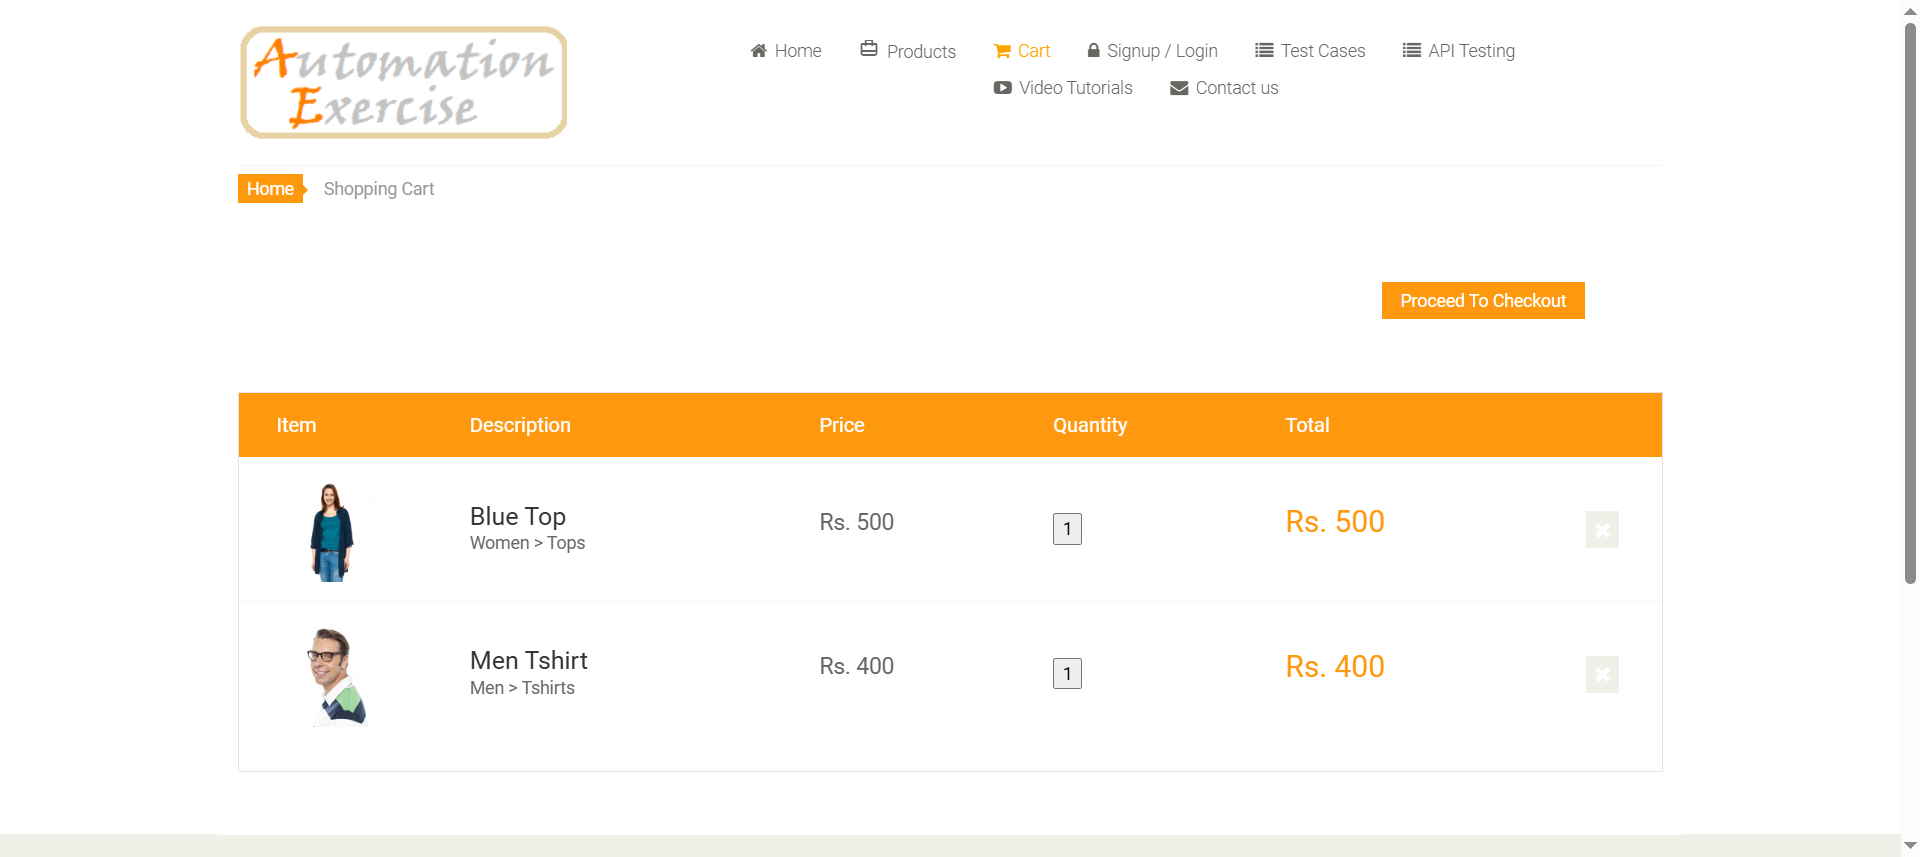 Automation
Exercise
Home
Products
Cart
Signup / Login
Test Cases
API Testing
Video Tutorials
Contact us
Home
Shopping Cart
Proceed To Checkout
Item Description Price Quantity Total
Blue Top
Women > Tops
Rs. 500
1
Rs. 500
Men Tshirt
Men > Tshirts
Rs. 400
1
Rs. 400